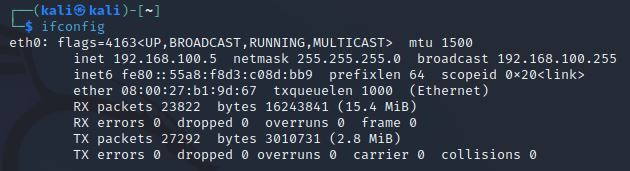 ┌──(kali㉿kali)-[~]
└─$ ifconfig
eth0: flags=4163<UP,BROADCAST,RUNNING,MULTICAST>  mtu 1500
        inet 192.168.100.5  netmask 255.255.255.0  broadcast 192.168.100.255
        inet6 fe80::55a8:f8d3:c08d:bb9  prefixlen 64  scopeid 0×20<link>
        ether 08:00:27:b1:9d:67  txqueuelen 1000  (Ethernet)
        RX packets 23822  bytes 16243841 (15.4 MiB)
        RX errors 0  dropped 0  overruns 0  frame 0
        TX packets 27292  bytes 3010731 (2.8 MiB)
        TX errors 0  dropped 0 overruns 0  carrier 0  collisions 0